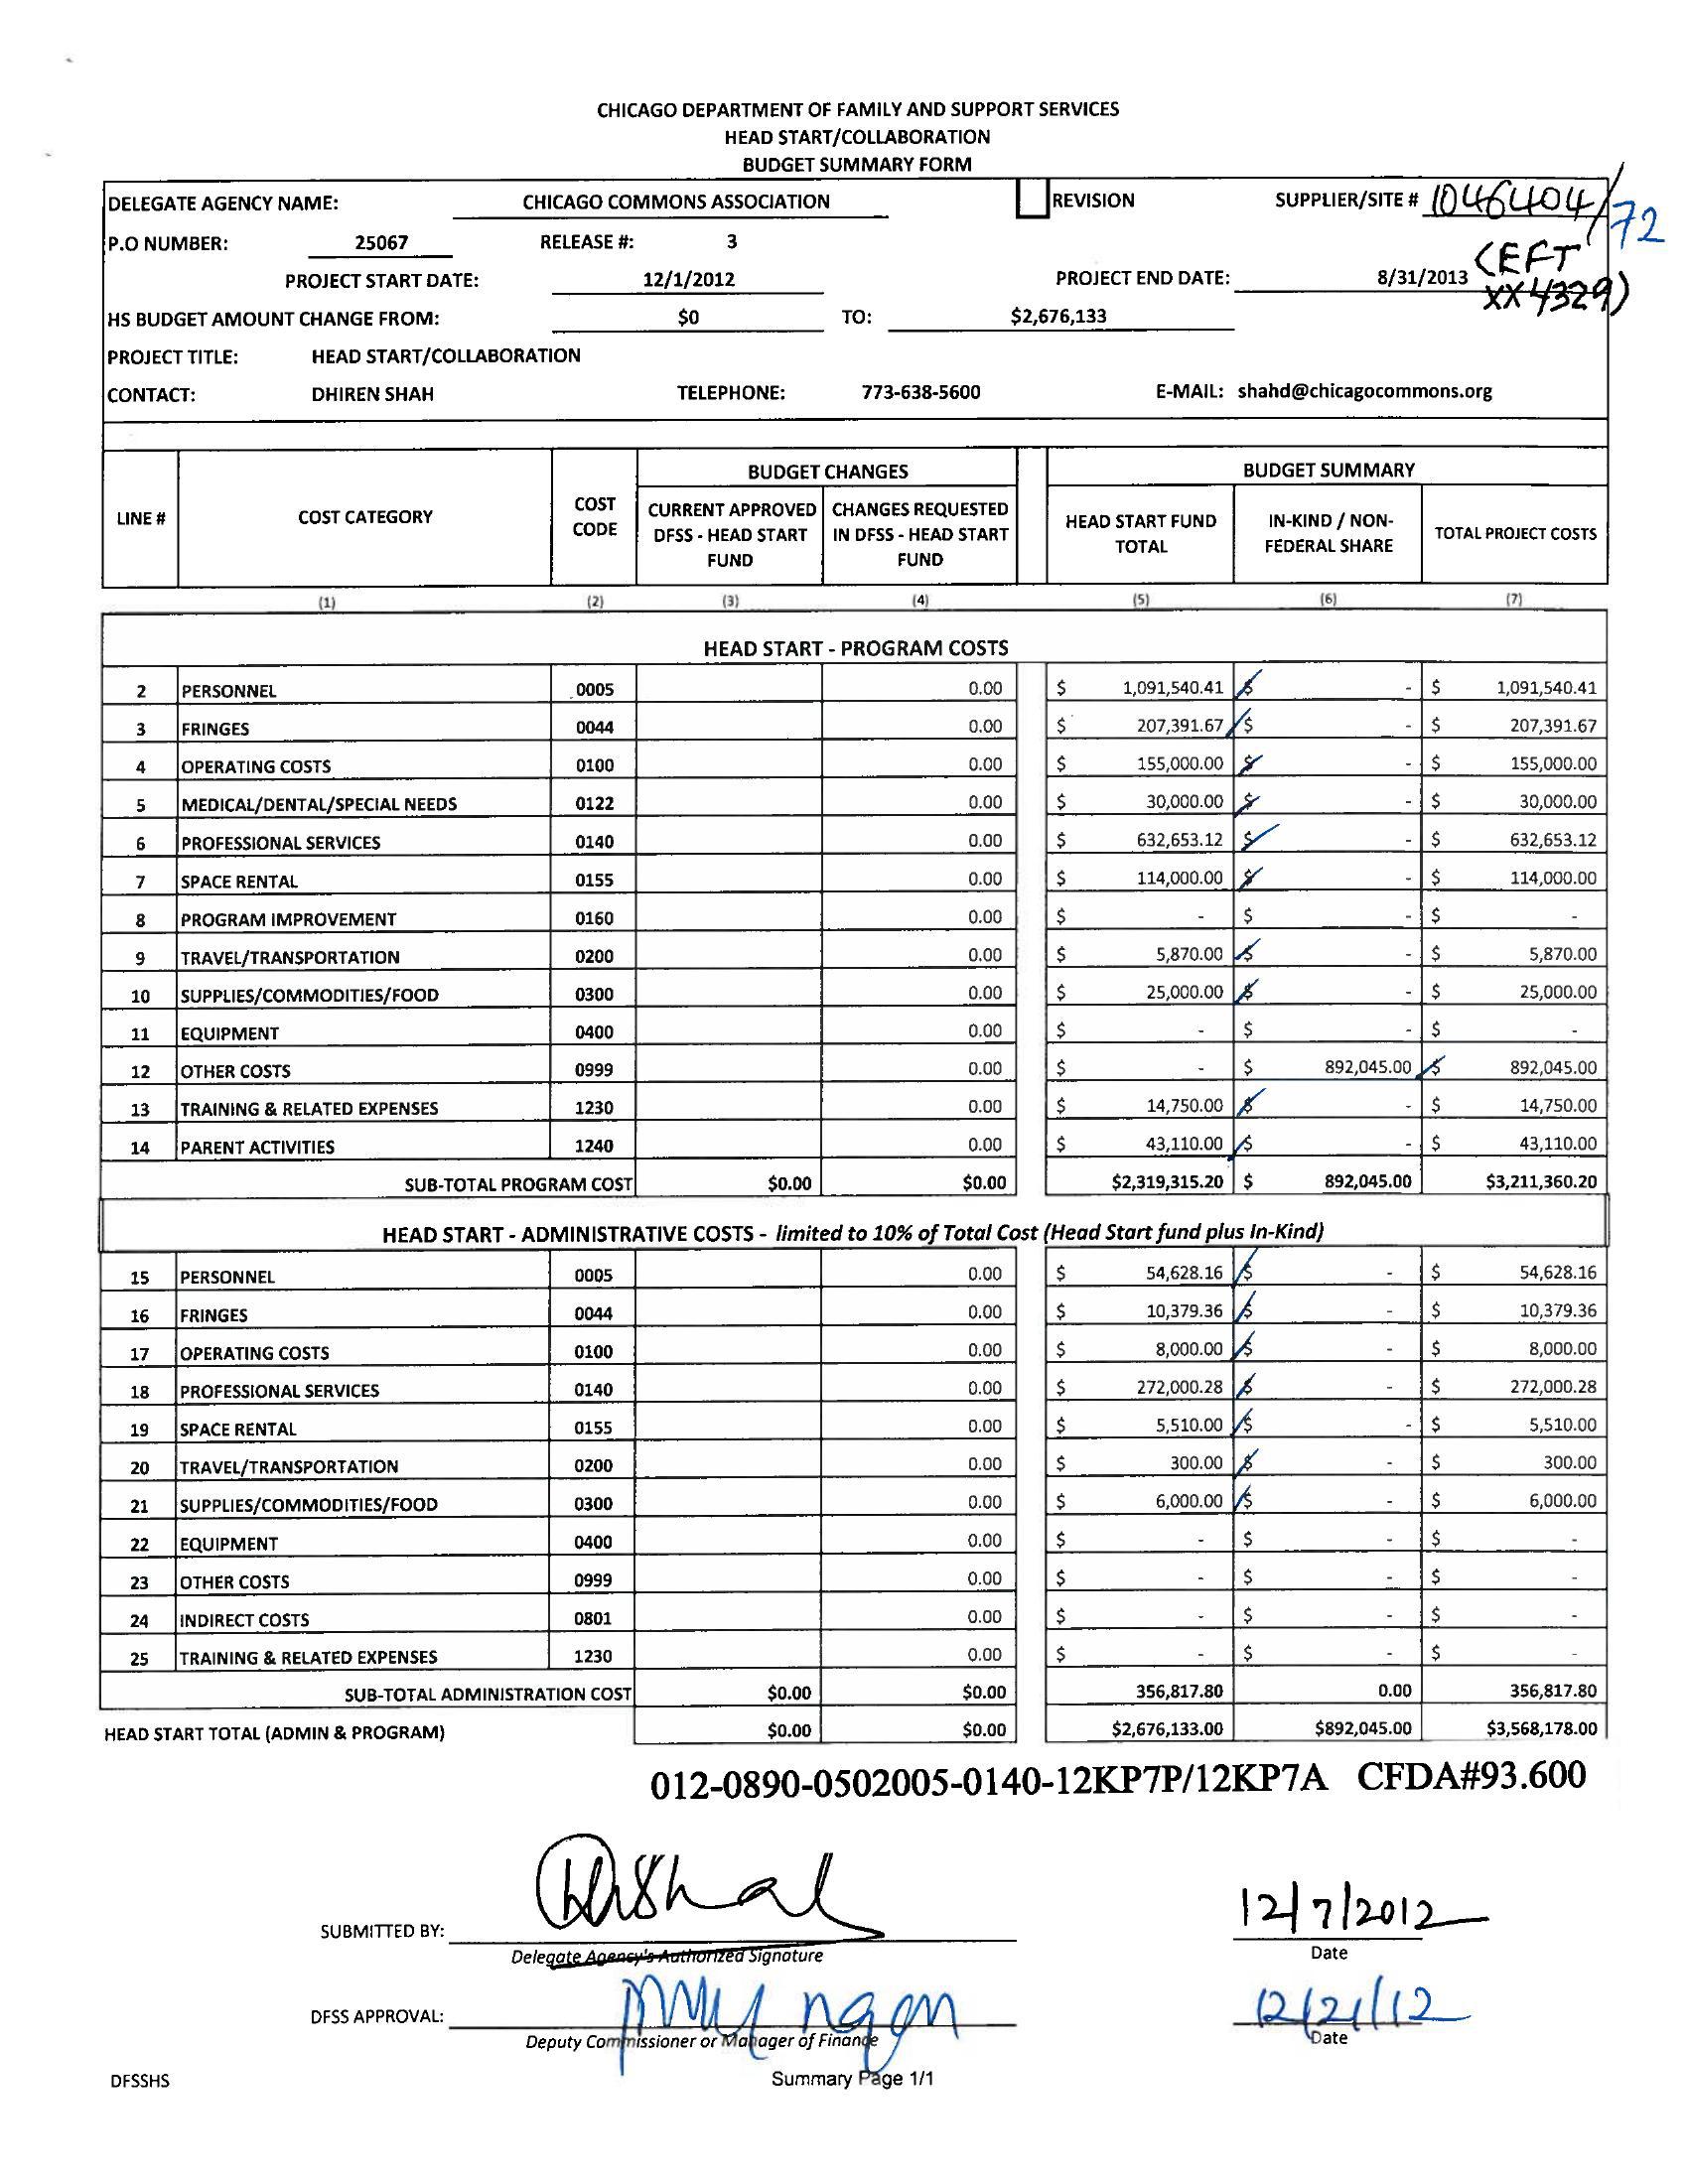 CHICAGO DEPARTMENT OF FAMILY AND SUPPORT SERVICES
HEAD START/COLLABORATION
BUDGET SUMMARY FORM
DELEGATE AGENCY NAME: CHICAGO COMMONS ASSOCIATION REVISION SUPPLIER/SITE # 1046404/72
P.O NUMBER: 25067 RELEASE #: 3 (EFT
PROJECT START DATE: 12/1/2012 PROJECT END DATE: 8/31/2013 XX4329)
HS BUDGET AMOUNT CHANGE FROM: $0 TO: $2,676,133
PROJECT TITLE: HEAD START/COLLABORATION
CONTACT: DHIREN SHAH TELEPHONE: 773-638-5600 E-MAIL: shahd@chicagocommons.org
BUDGET CHANGES BUDGET SUMMARY
LINE # COST CATEGORY COST CODE CURRENT APPROVED DFSS - HEAD START FUND CHANGES REQUESTED IN DFSS - HEAD START FUND HEAD START FUND TOTAL IN-KIND / NON-FEDERAL SHARE TOTAL PROJECT COSTS
(1) (2) (3) (4) (5) (6) (7)
HEAD START - PROGRAM COSTS
2 PERSONNEL 0005 0.00 $ 1,091,540.41 $ - $ 1,091,540.41
3 FRINGES 0044 0.00 $ 207,391.67 $ - $ 207,391.67
4 OPERATING COSTS 0100 0.00 $ 155,000.00 $ - $ 155,000.00
5 MEDICAL/DENTAL/SPECIAL NEEDS 0122 0.00 $ 30,000.00 $ - $ 30,000.00
6 PROFESSIONAL SERVICES 0140 0.00 $ 632,653.12 $ - $ 632,653.12
7 SPACE RENTAL 0155 0.00 $ 114,000.00 $ - $ 114,000.00
8 PROGRAM IMPROVEMENT 0160 0.00 $ - $ - $ -
9 TRAVEL/TRANSPORTATION 0200 0.00 $ 5,870.00 $ - $ 5,870.00
10 SUPPLIES/COMMODITIES/FOOD 0300 0.00 $ 25,000.00 $ - $ 25,000.00
11 EQUIPMENT 0400 0.00 $ - $ - $ -
12 OTHER COSTS 0999 0.00 $ - $ 892,045.00 $ 892,045.00
13 TRAINING & RELATED EXPENSES 1230 0.00 $ 14,750.00 $ - $ 14,750.00
14 PARENT ACTIVITIES 1240 0.00 $ 43,110.00 $ - $ 43,110.00
SUB-TOTAL PROGRAM COST $0.00 $0.00 $2,319,315.20 $ 892,045.00 $3,211,360.20
HEAD START - ADMINISTRATIVE COSTS - limited to 10% of Total Cost (Head Start fund plus In-Kind)
15 PERSONNEL 0005 0.00 $ 54,628.16 $ - $ 54,628.16
16 FRINGES 0044 0.00 $ 10,379.36 $ - $ 10,379.36
17 OPERATING COSTS 0100 0.00 $ 8,000.00 $ - $ 8,000.00
18 PROFESSIONAL SERVICES 0140 0.00 $ 272,000.28 $ - $ 272,000.28
19 SPACE RENTAL 0155 0.00 $ 5,510.00 $ - $ 5,510.00
20 TRAVEL/TRANSPORTATION 0200 0.00 $ 300.00 $ - $ 300.00
21 SUPPLIES/COMMODITIES/FOOD 0300 0.00 $ 6,000.00 $ - $ 6,000.00
22 EQUIPMENT 0400 0.00 $ - $ - $ -
23 OTHER COSTS 0999 0.00 $ - $ - $ -
24 INDIRECT COSTS 0801 0.00 $ - $ - $ -
25 TRAINING & RELATED EXPENSES 1230 0.00 $ - $ - $ -
SUB-TOTAL ADMINISTRATION COST $0.00 $0.00 356,817.80 0.00 356,817.80
HEAD START TOTAL (ADMIN & PROGRAM) $0.00 $0.00 $2,676,133.00 $892,045.00 $3,568,178.00
012-0890-0502005-0140-12KP7P/12KP7A CFDA#93.600
SUBMITTED BY: 12/7/2012
Delegate Agency's Authorized Signature Date
DFSS APPROVAL: 12/21/12
Deputy Commissioner or Manager of Finance Date
DFSSHS Summary Page 1/1